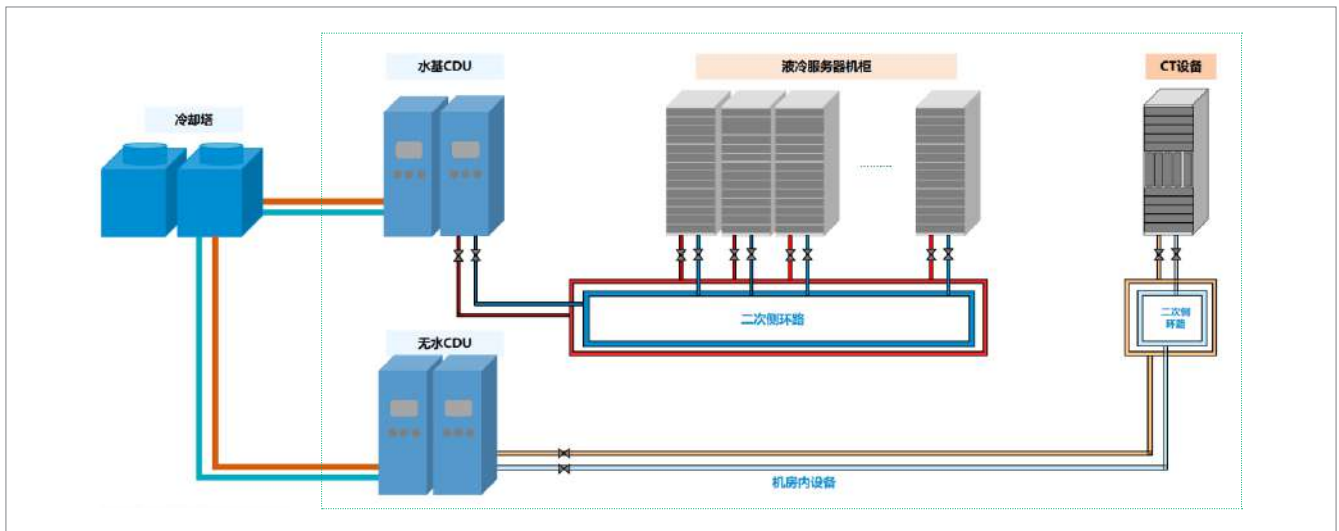 水基CDU
液冷服务器机柜
CT设备
冷却塔
………
二次侧环路
二次侧
环路
无水CDU
机房内设备